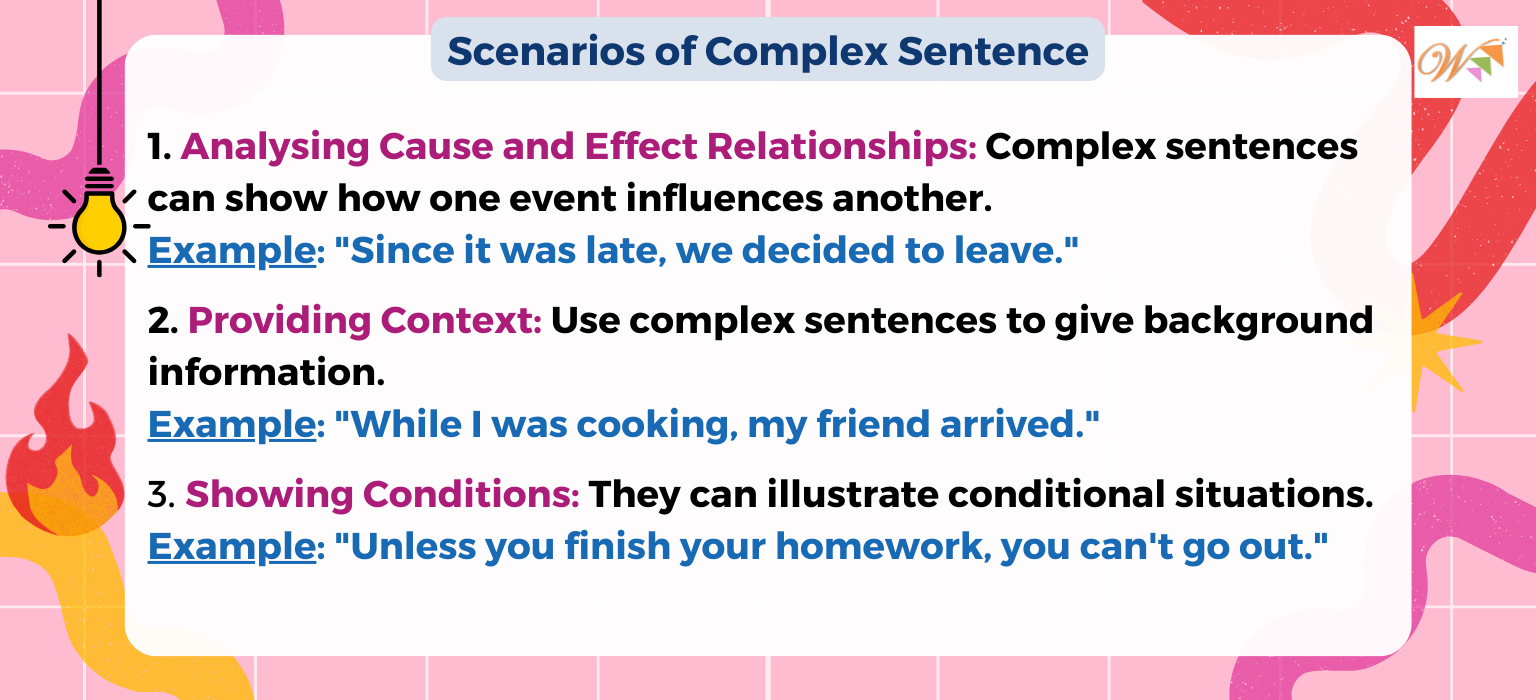 Scenarios of Complex Sentence
W
1. Analysing Cause and Effect Relationships: Complex sentences
can show how one event influences another.
Example: "Since it was late, we decided to leave."
2. Providing Context: Use complex sentences to give background
information.
Example: "While I was cooking, my friend arrived."
3. Showing Conditions: They can illustrate conditional situations.
Example: "Unless you finish your homework, you can't go out."